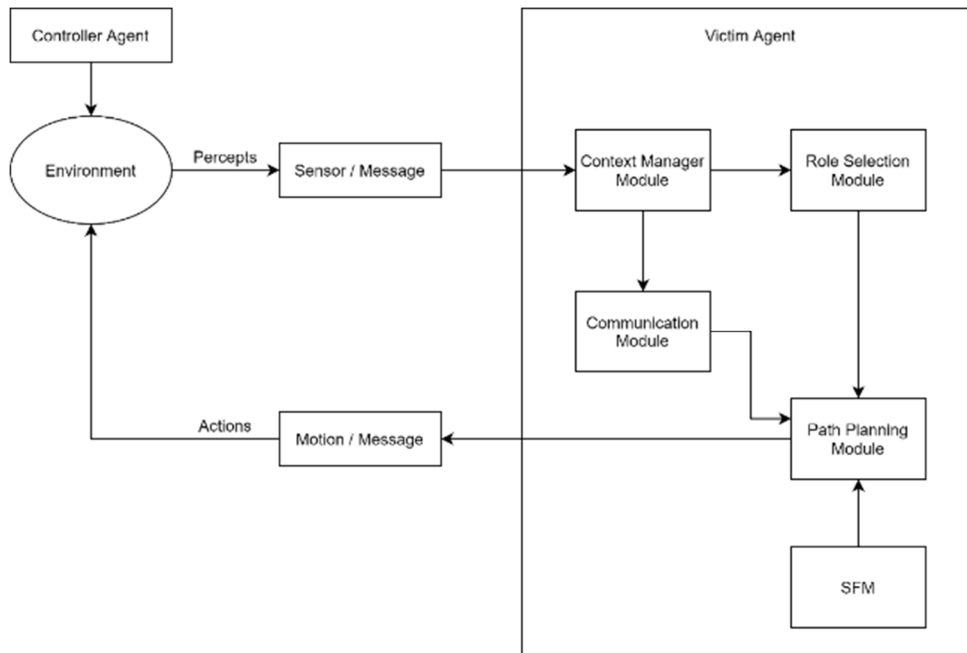 Controller Agent
Victim Agent
Environment
Percepts
Sensor / Message
Context Manager
Module
Role Selection
Module
Communication
Module
Actions
Motion / Message
Path Planning
Module
SFM